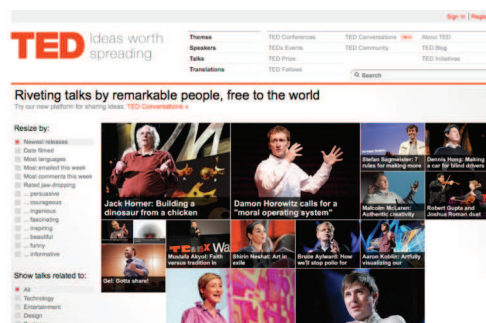 Sign In | Regis
TED Ideas worth spreading
Themes
Speakers
Talks
Translations
TED Conferences
TEDx Events
TED Prize
TED Fellows
TED Conversations
TED Community
About TED
TED Blog
TED Initiatives
Search
Riveting talks by remarkable people, free to the world
Try our new platform for sharing ideas: TED Conversations »
Resize by:
Newest releases
Date filmed
Most languages
Most emailed this week
Most comments this week
Rated jaw-dropping
... persuasive
... courageous
... ingenious
... fascinating
... inspiring
... beautiful
... funny
... informative
Show talks related to:
All
Technology
Entertainment
Design
Jack Horner: Building a
dinosaur from a chicken
Damon Horowitz calls for a
"moral operating system"
Stefan Sagmeister: 7
rules for making more
Dennis Hong: Making
a car for blind drivers
Malcolm McLaren:
Authentic creativity
Robert Gupta and
Joshua Roman duet
Gel: Gotta share!
TEDx Wa
Mustafa Akyol: Faith
versus tradition in
Shirin Neshat: Art in
exile
Bruce Aylward: How
we'll stop polio for
Aaron Koblin: Artfully
visualizing our